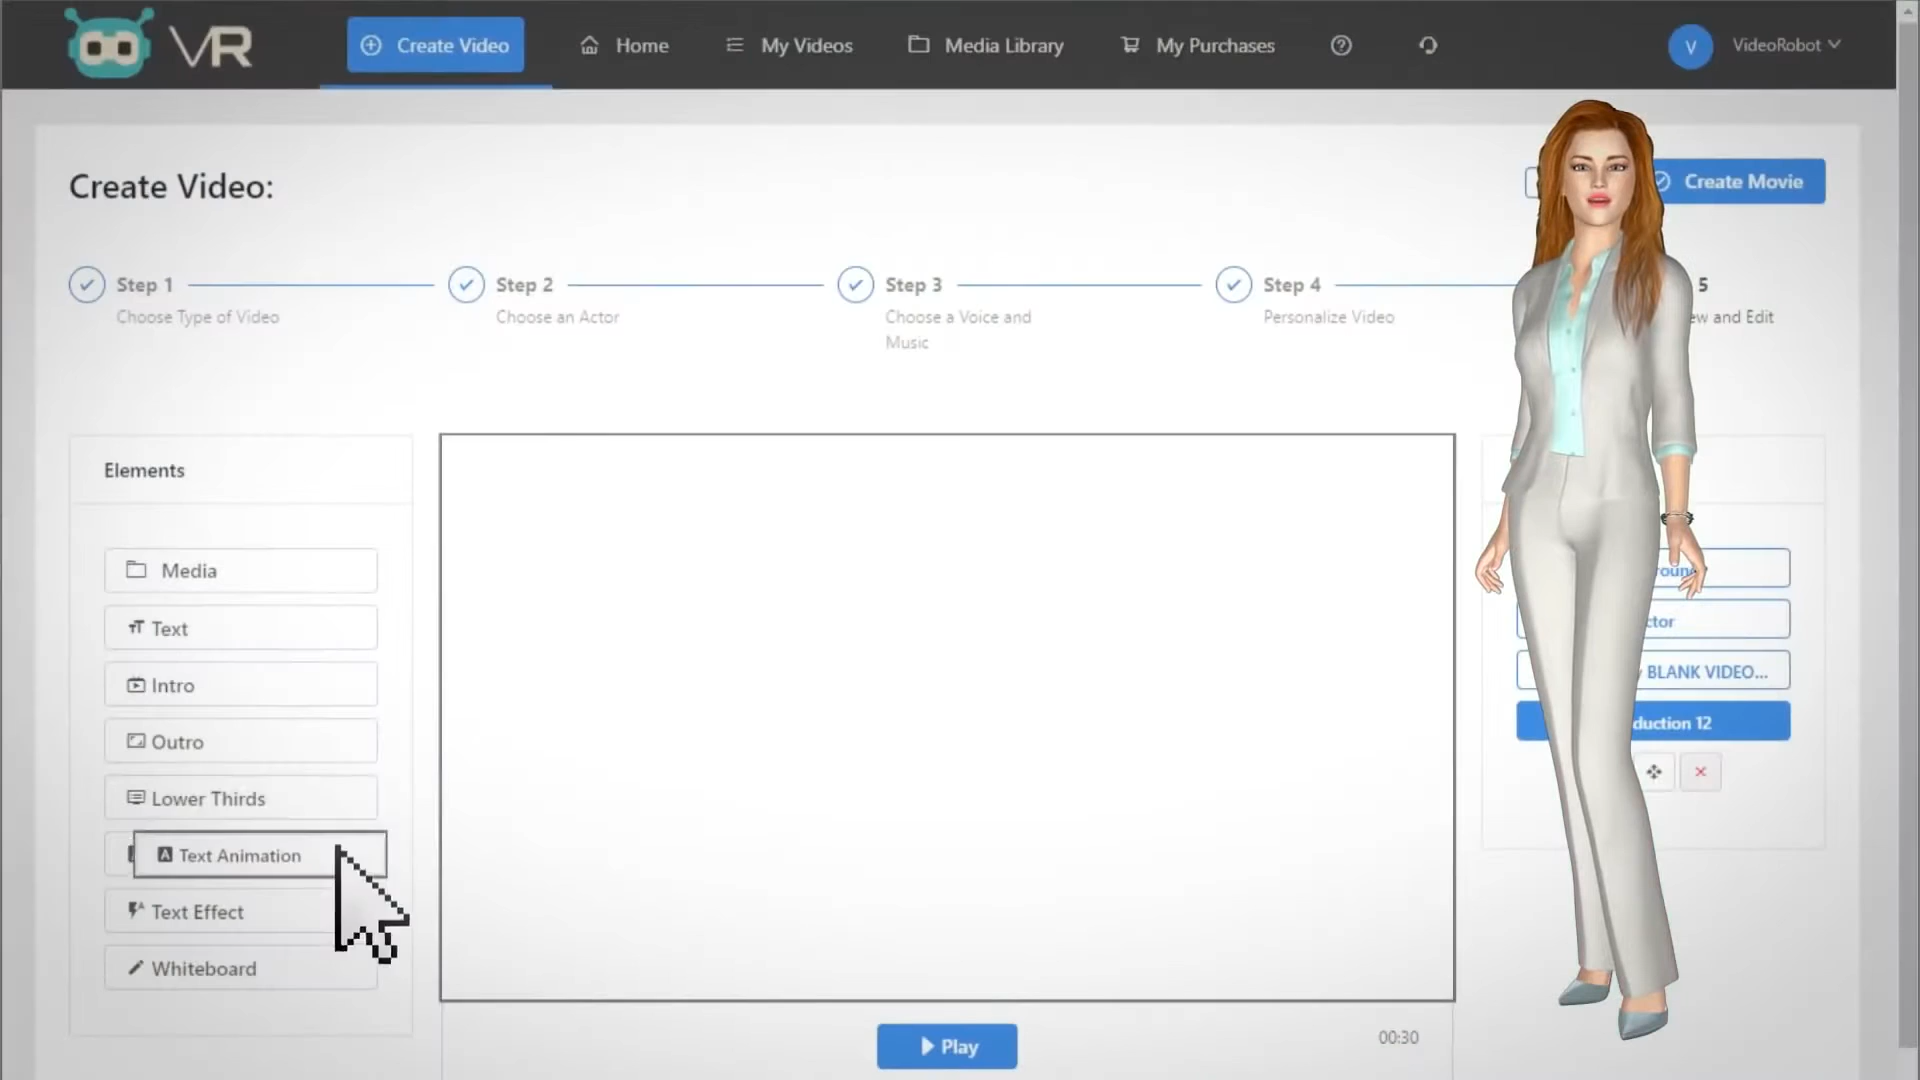 VR
Create Video
Home
My Videos
Media Library
My Purchases
V
VideoRobot
Create Video:
Create Movie
Step 1
Choose Type of Video
Step 2
Choose an Actor
Step 3
Choose a Voice and
Music
Step 4
Personalize Video
5
and Edit
Elements
Media
Text
Intro
Outro
Lower Thirds
Text Animation
Text Effect
Whiteboard
BLANK VIDEO...
12
Play
00:30